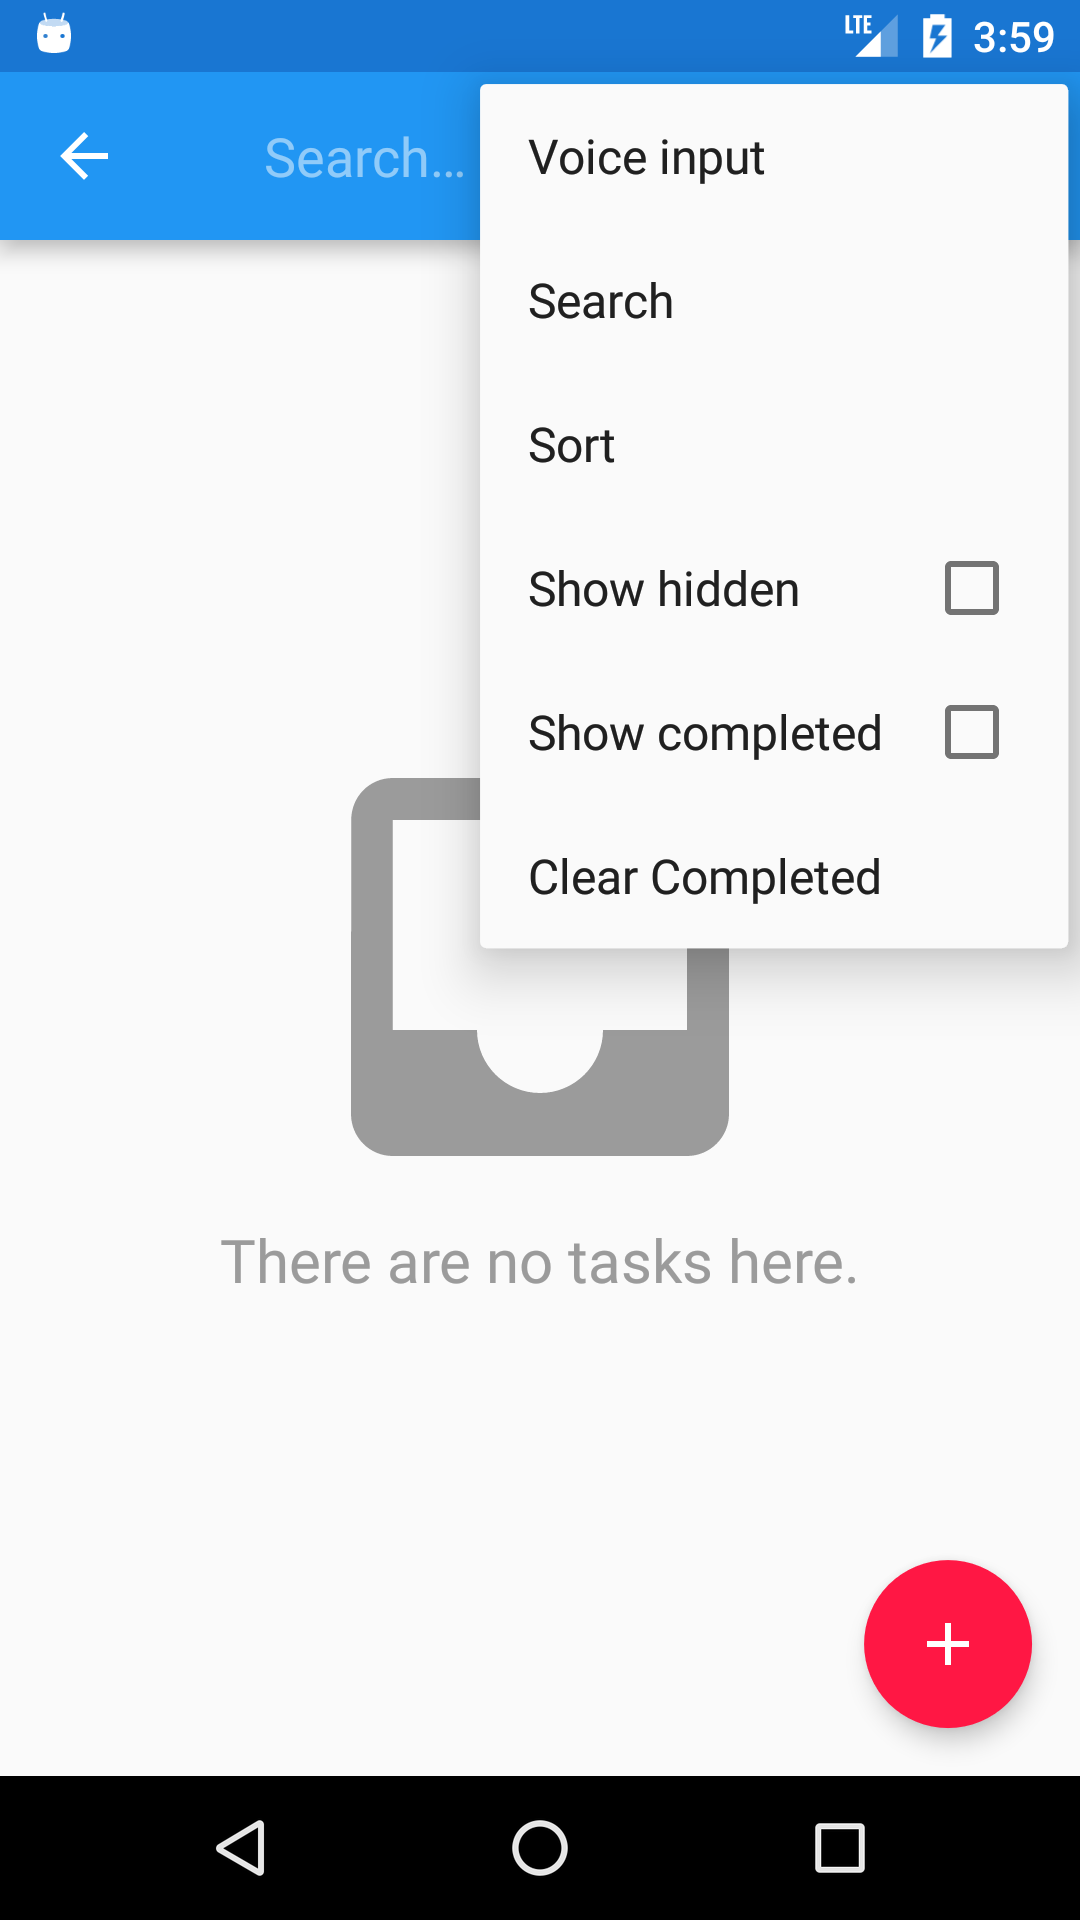 LTE 3:59
Search...
Voice input
Search
Sort
Show hidden
Show completed
Clear Completed
There are no tasks here.